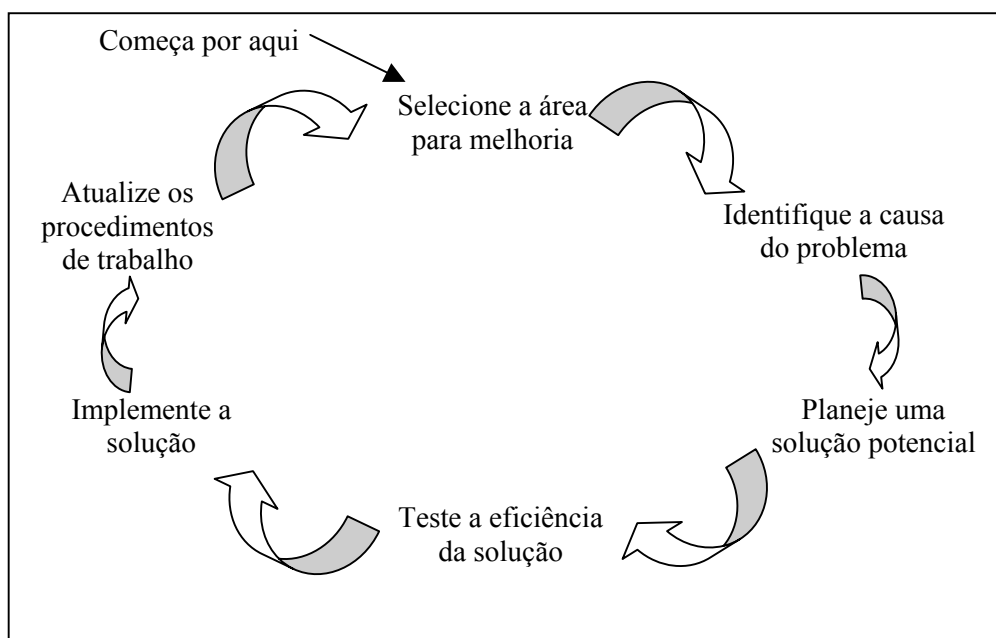 Começa por aqui
Selecione a área
para melhoria
Identifique a causa
do problema
Planeje uma
solução potencial
Teste a eficiência
da solução
Implemente a
solução
Atualize os
procedimentos
de trabalho